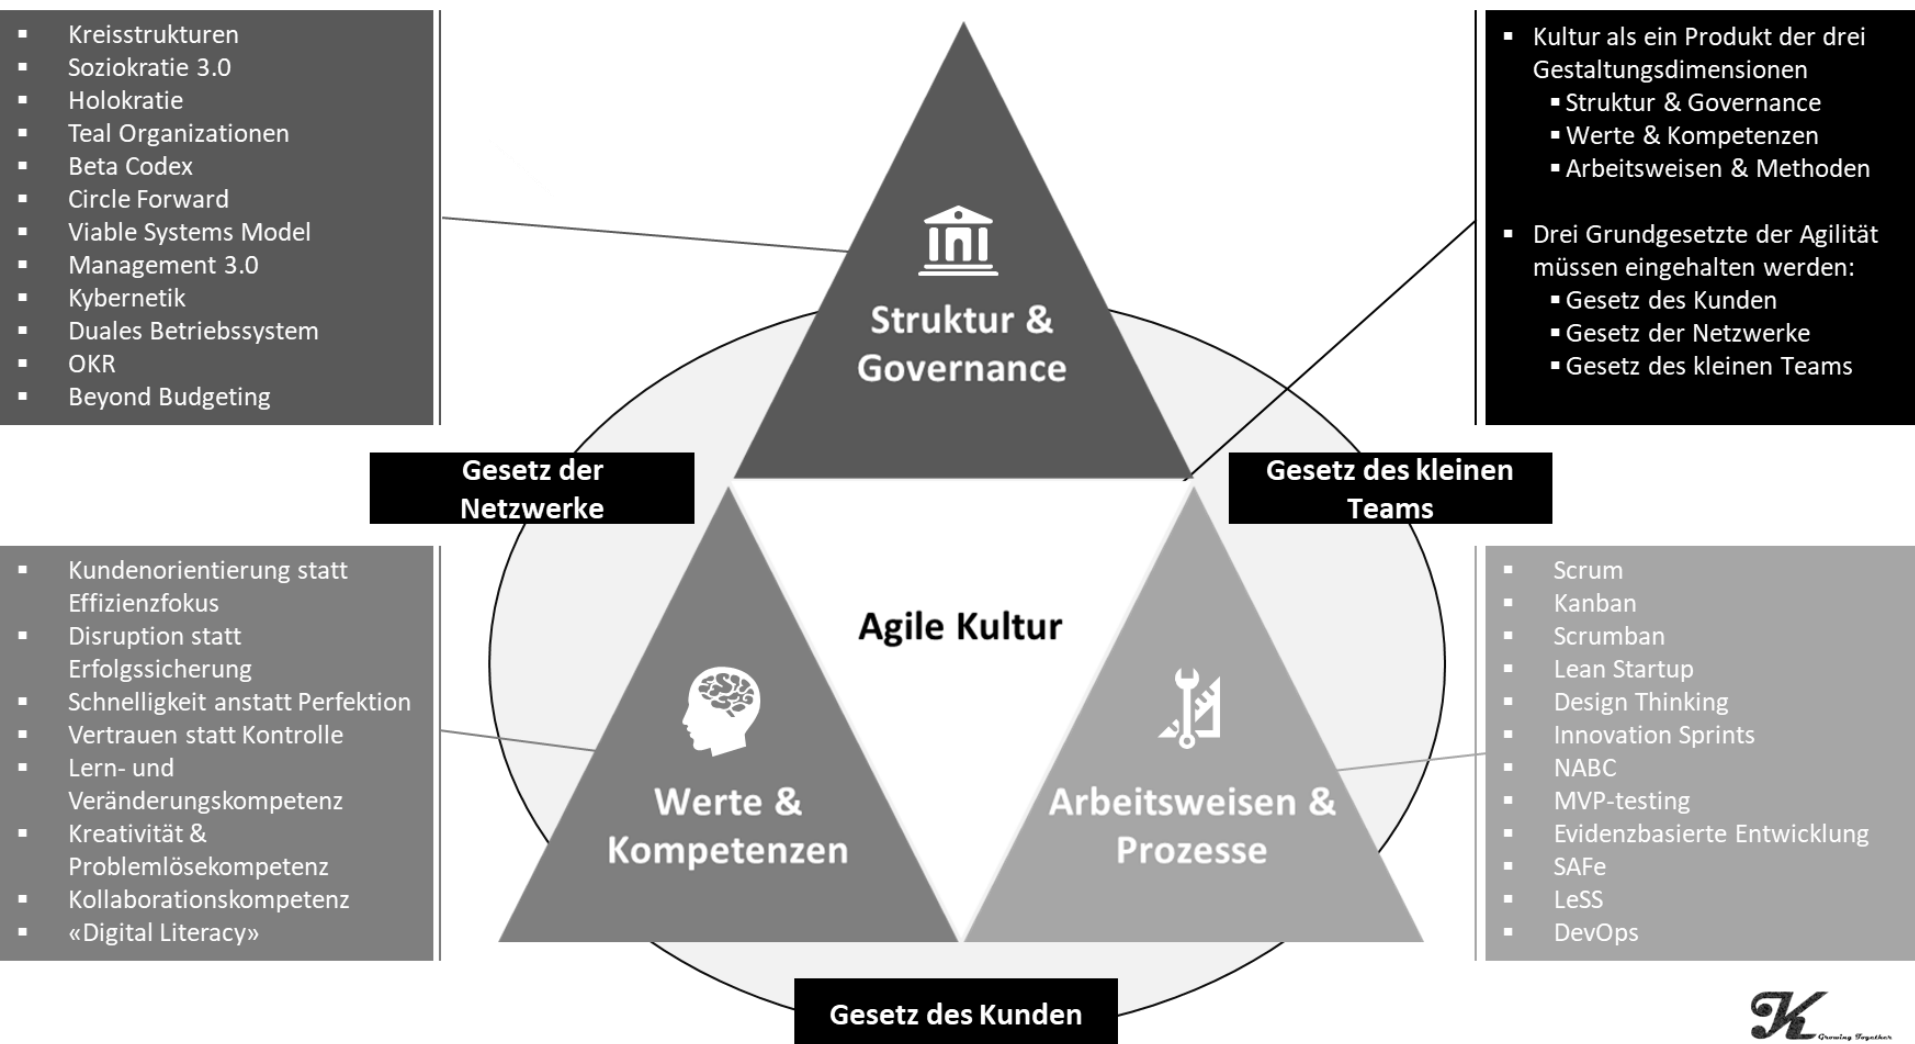 Kreisstrukturen
Soziokratie 3.0
Holokratie
Teal Organizationen
Beta Codex
Circle Forward
Viable Systems Model
Management 3.0
Kybernetik
Duales Betriebssystem
OKR
Beyond Budgeting
Struktur &
Governance
Kultur als ein Produkt der drei
Gestaltungsdimensionen
Struktur & Governance
Werte & Kompetenzen
Arbeitsweisen & Methoden
Drei Grundgesetzte der Agilität
müssen eingehalten werden:
Gesetz des Kunden
Gesetz der Netzwerke
Gesetz des kleinen Teams
Gesetz der
Netzwerke
Gesetz des kleinen
Teams
Kundenorientierung statt
Effizienzfokus
Disruption statt
Erfolgssicherung
Schnelligkeit anstatt Perfektion
Vertrauen statt Kontrolle
Lern- und
Veränderungskompetenz
Kreativität &
Problemlösekompetenz
Kollaborationskompetenz
«Digital Literacy»
Agile Kultur
Werte &
Kompetenzen
Arbeitsweisen &
Prozesse
Scrum
Kanban
Scrumban
Lean Startup
Design Thinking
Innovation Sprints
NABC
MVP-testing
Evidenzbasierte Entwicklung
SAFe
LeSS
DevOps
Gesetz des Kunden
K
Growing Together